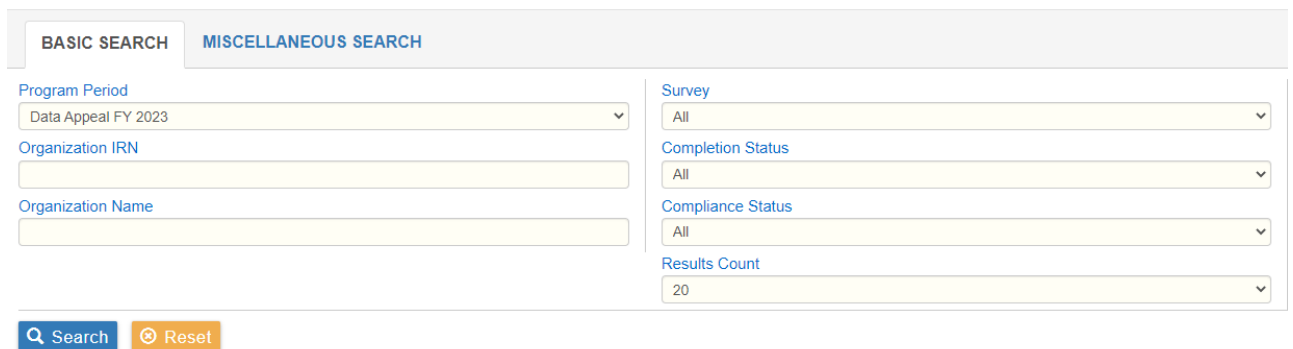 BASIC SEARCH
MISCELLANEOUS SEARCH
Program Period
Data Appeal FY 2023
Organization IRN
Organization Name
Survey
All
Completion Status
All
Compliance Status
All
Results Count
20
Search
Reset